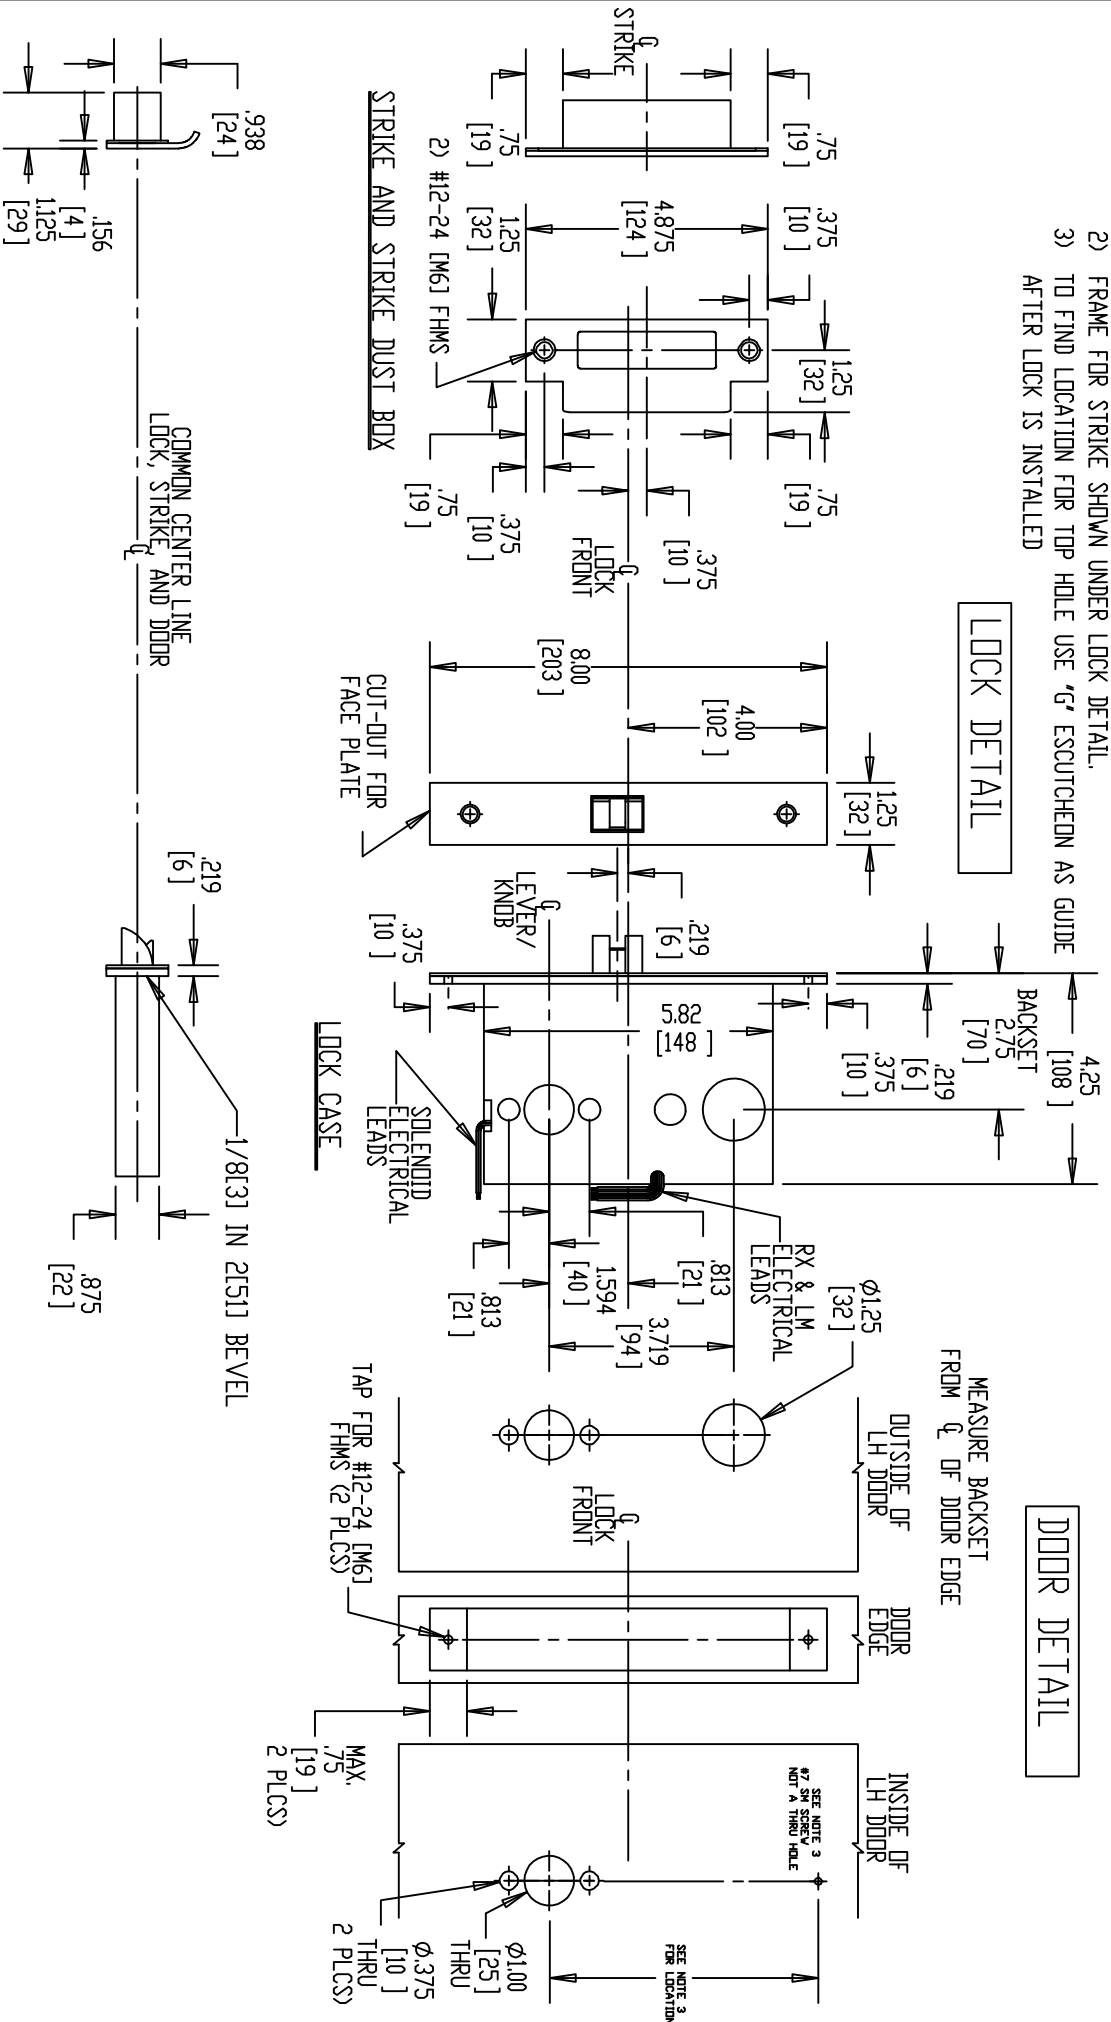 2) FRAME FOR STRIKE SHOWN UNDER LOCK DETAIL.
3) TO FIND LOCATION FOR TOP HOLE USE "G" ESCUTCHEON AS GUIDE
AFTER LOCK IS INSTALLED
LOCK DETAIL
DOOR DETAIL
℄
STRIKE
.75
[19 ]
.75
[19 ]
.375
[10 ]
4.875
[124]
1.25
[32]
1.25
[32]
2) #12-24 [M6] FHMS
STRIKE AND STRIKE DUST BOX
.75
[19 ]
.75
[19 ]
.375
[10 ]
.375
[10 ]
℄
LOCK
FRONT
8.00
[203 ]
4.00
[102 ]
1.25
[32]
CUT-OUT FOR
FACE PLATE
℄
LEVER/
KNOB
.219
[6 ]
.375
[10 ]
4.25
[108 ]
BACKSET
2.75
[70 ]
.219
[6 ]
.375
[10 ]
5.82
[148 ]
SOLENOID
ELECTRICAL
LEADS
LOCK CASE
RX & LM
ELECTRICAL
LEADS
.813
[21 ]
1.594
[40 ]
.813
[21 ]
3.719
[94 ]
Ø1.25
[32 ]
MEASURE BACKSET
FROM ℄ OF DOOR EDGE
OUTSIDE OF
LH DOOR
℄
LOCK
FRONT
TAP FOR #12-24 [M6]
FHMS (2 PLCS)
DOOR
EDGE
MAX.
.75
[19 ]
2 PLCS)
INSIDE OF
LH DOOR
SEE NOTE 3
#7 SM SCREW
NOT A THRU HOLE
SEE NOTE 3
FOR LOCATION
Ø1.00
[25 ]
THRU
Ø.375
[10 ]
THRU
2 PLCS)
.938
[24 ]
.156
[4 ]
1.125
[29 ]
COMMON CENTER LINE
LOCK, STRIKE, AND DOOR
℄
.219
[6 ]
1/8[3] IN 2[51] BEVEL
.875
[22 ]